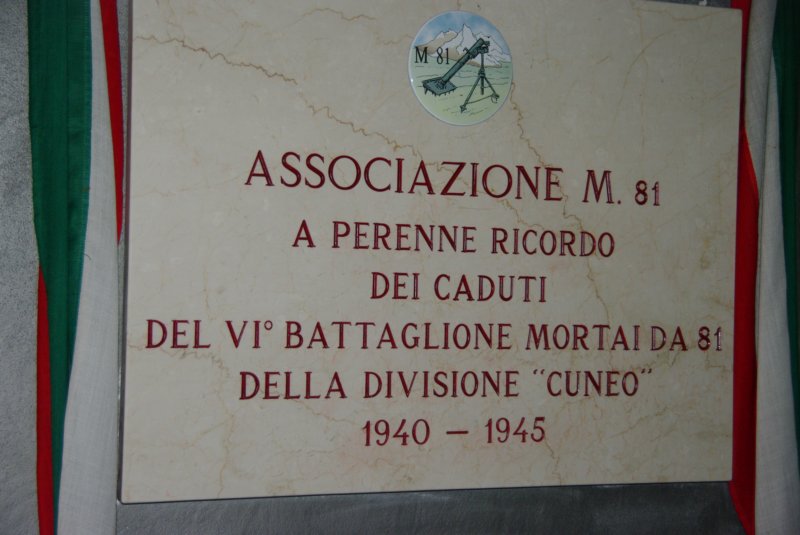 M 81
ASSOCIAZIONE M. 81
A PERENNE RICORDO
DEI CADUTI
DEL VI° BATTAGLIONE MORTAI DA 81
DELLA DIVISIONE "CUNEO"
1940 – 1945